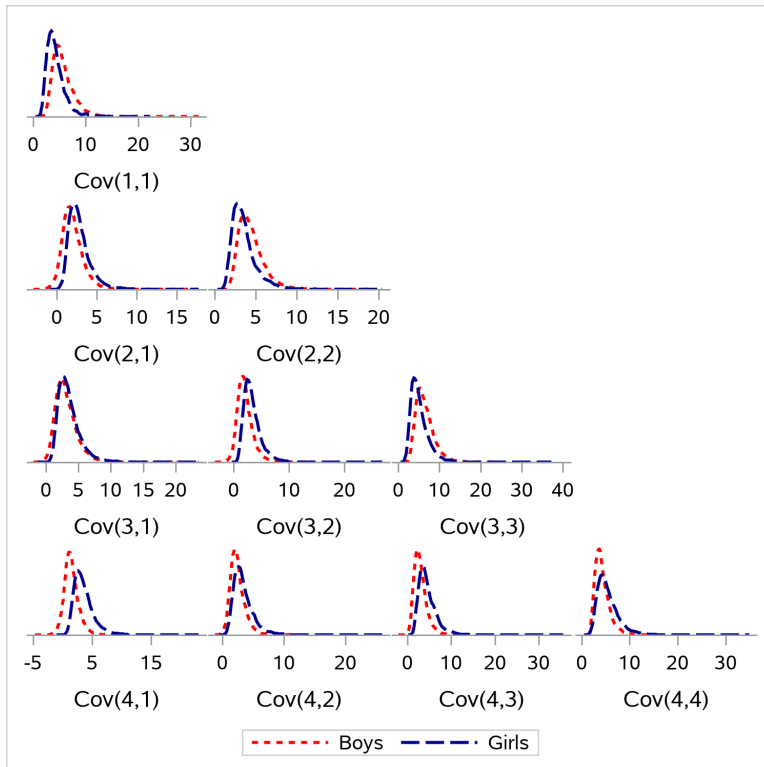 0 10 20 30
Cov(1,1)
0 5 10 15 0 5 10 15 20
Cov(2,1) Cov(2,2)
0 5 10 15 20 0 10 20 0 10 20 30 40
Cov(3,1) Cov(3,2) Cov(3,3)
-5 5 15 0 10 20 0 10 20 30 0 10 20 30
Cov(4,1) Cov(4,2) Cov(4,3) Cov(4,4)
Boys Girls